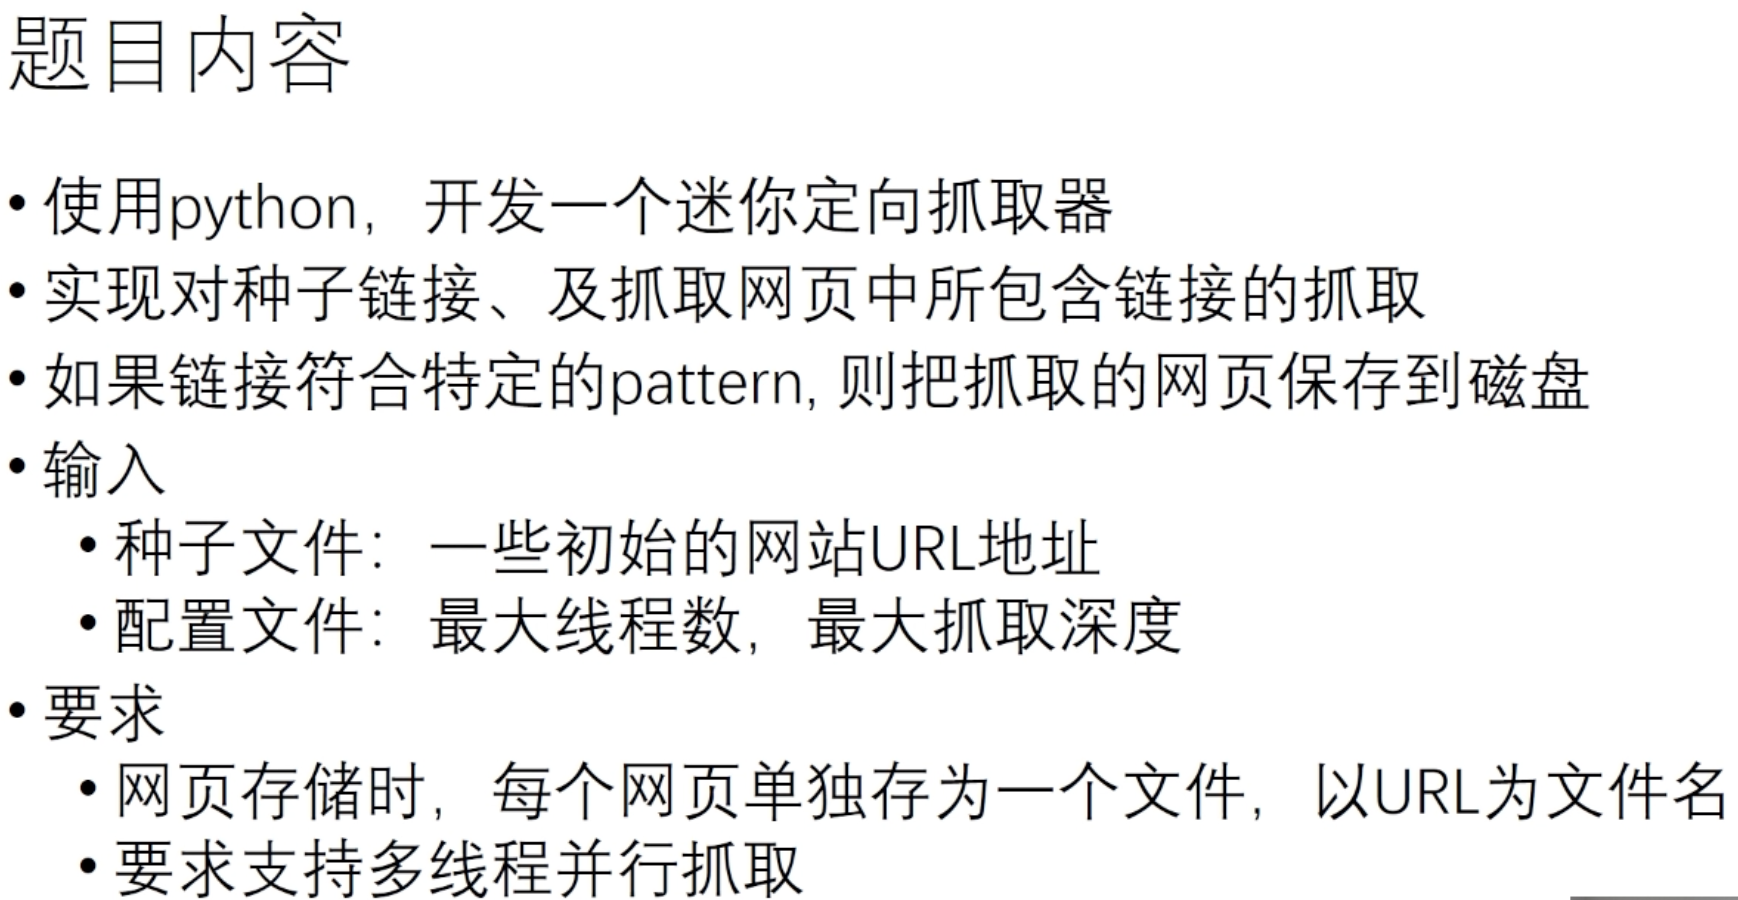 题目内容
• 使用python，开发一个迷你定向抓取器
• 实现对种子链接、及抓取网页中所包含链接的抓取
• 如果链接符合特定的pattern, 则把抓取的网页保存到磁盘
• 输入
• 种子文件：一些初始的网站URL地址
• 配置文件：最大线程数，最大抓取深度
• 要求
• 网页存储时，每个网页单独存为一个文件，以URL为文件名
• 要求支持多线程并行抓取